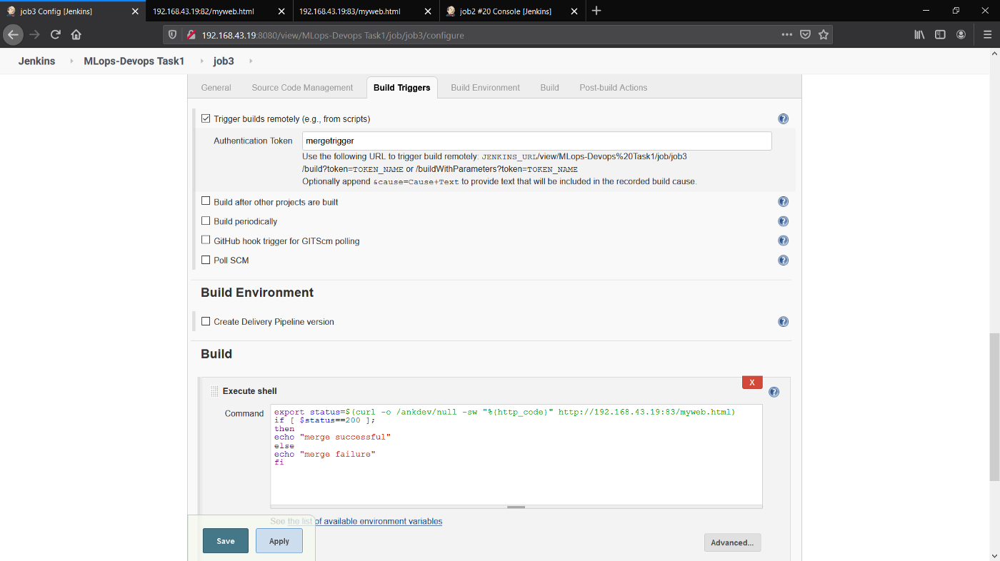 job3 Config [Jenkins]
192.168.43.19:82/myweb.html
192.168.43.19:83/myweb.html
job2 #20 Console [Jenkins]
192.168.43.19:8080/view/MLops-Devops Task1/job/job3/configure
Jenkins
MLops-Devops Task1
job3
General
Source Code Management
Build Triggers
Build Environment
Build
Post-build Actions
Trigger builds remotely (e.g., from scripts)
Authentication Token
mergetrigger
Use the following URL to trigger build remotely: JENKINS_URL/view/MLops-Devops%20Task1/job/job3
/build?token=TOKEN_NAME or /buildWithParameters?token=TOKEN_NAME
Optionally append &cause=Cause+Text to provide text that will be included in the recorded build cause.
Build after other projects are built
Build periodically
GitHub hook trigger for GITScm polling
Poll SCM
Build Environment
Create Delivery Pipeline version
Build
X
Execute shell
Command
export status=$(curl -o /ankdev/null -sw "%{http_code}" http://192.168.43.19:83/myweb.html)
if [ $status==200 ];
then
echo "merge successful"
else
echo "merge failure"
fi
See the list of available environment variables
Save
Apply
Advanced...